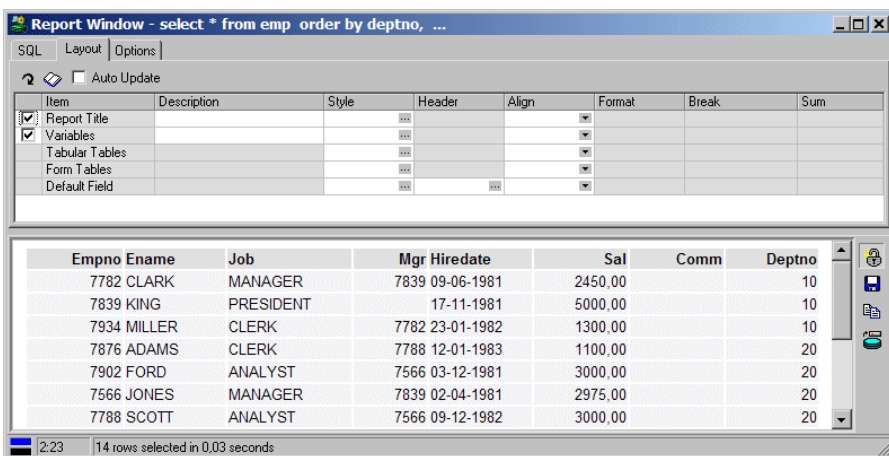 Report Window - select * from emp order by deptno, ...
SQL Layout Options
Auto Update
Item Description Style Header Align Format Break Sum
Report Title
Variables
Tabular Tables
Form Tables
Default Field
Empno Ename Job Mgr Hiredate Sal Comm Deptno
7782 CLARK MANAGER 7839 09-06-1981 2450,00 10
7839 KING PRESIDENT 17-11-1981 5000,00 10
7934 MILLER CLERK 7782 23-01-1982 1300,00 10
7876 ADAMS CLERK 7788 12-01-1983 1100,00 20
7902 FORD ANALYST 7566 03-12-1981 3000,00 20
7566 JONES MANAGER 7839 02-04-1981 2975,00 20
7788 SCOTT ANALYST 7566 09-12-1982 3000,00 20
2:23 14 rows selected in 0,03 seconds